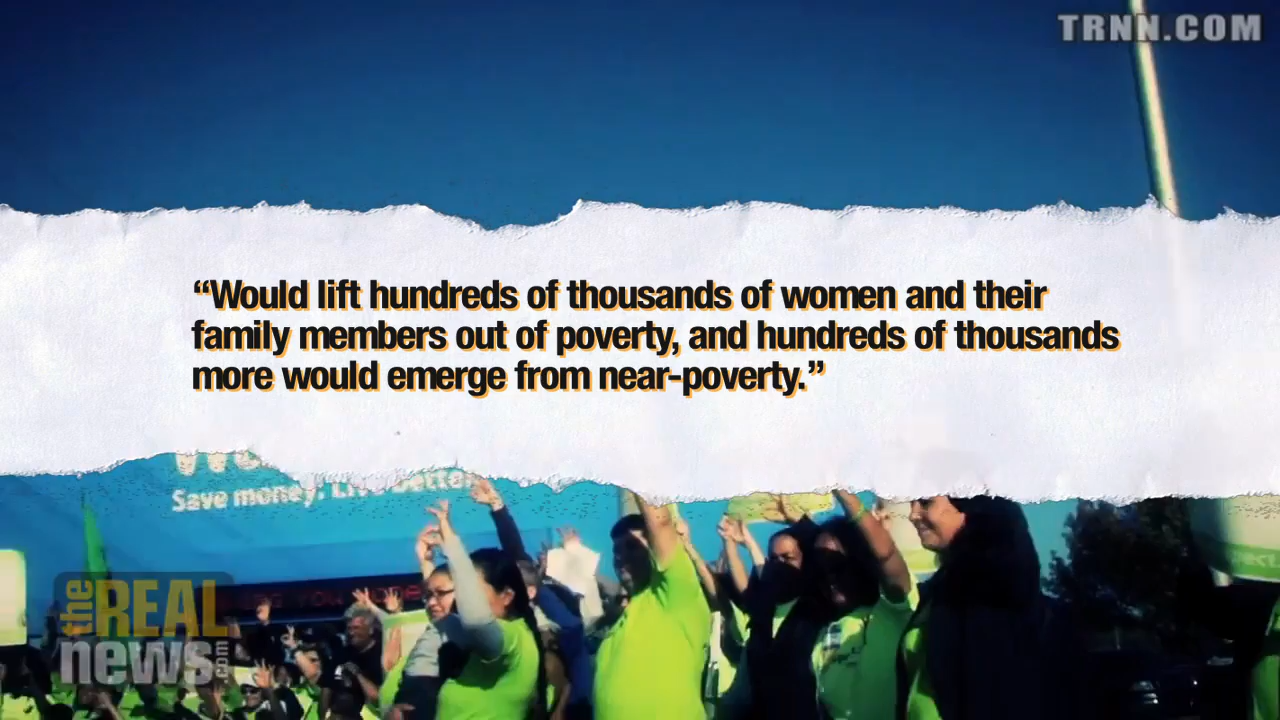 TRNN.COM
“Would lift hundreds of thousands of women and their
family members out of poverty, and hundreds of thousands
more would emerge from near-poverty.”
Save money.
the REAL
news.com